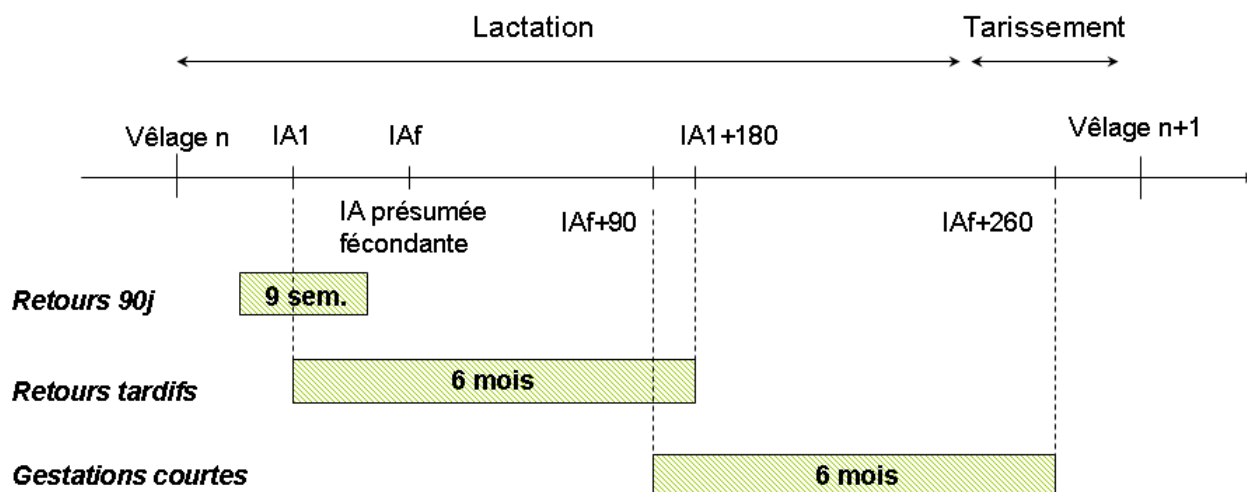 Lactation
Tarissement
Vêlage n
IA1
IAf
IA1+180
Vêlage n+1
IA présumée
fécondante
IAf+90
IAf+260
Retours 90j
9 sem.
Retours tardifs
6 mois
Gestations courtes
6 mois